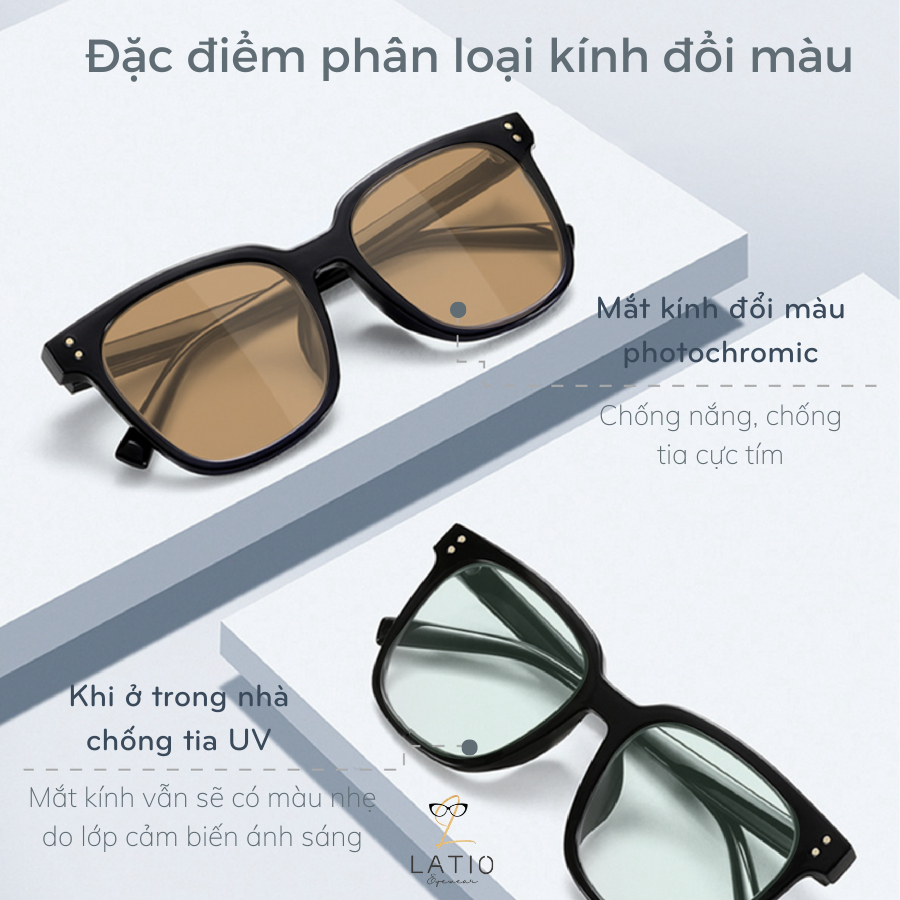 Đặc điểm phân loại kính đổi màu
Mắt kính đổi màu
photochromic
Chống nắng, chống
tia cực tím
Khi ở trong nhà
chống tia UV
Mắt kính vẫn sẽ có màu nhẹ
do lớp cảm biến ánh sáng
LATIO
Eyewear